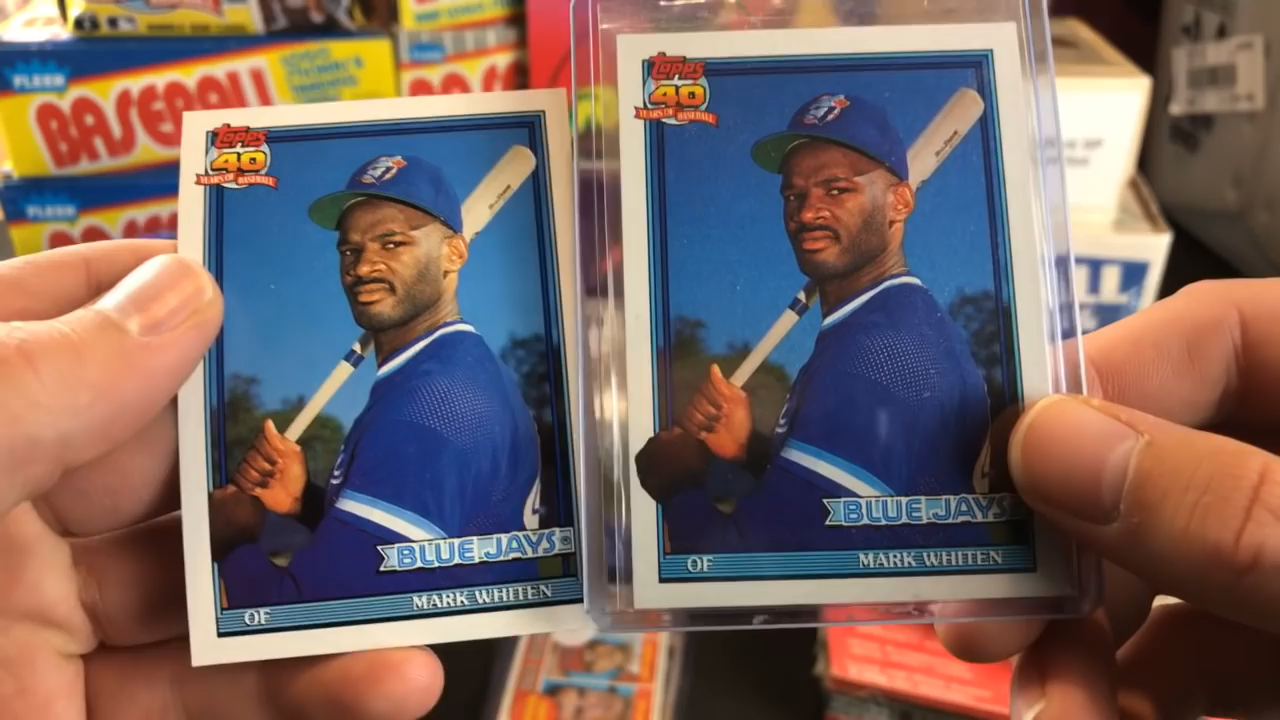 FLEER
BASEBALL
FLEER
Topps
40
YEARS OF BASEBALL
BLUE JAYS
OF
MARK WHITEN
Topps
40
YEARS OF BASEBALL
BLUE JAYS
OF
MARK WHITEN